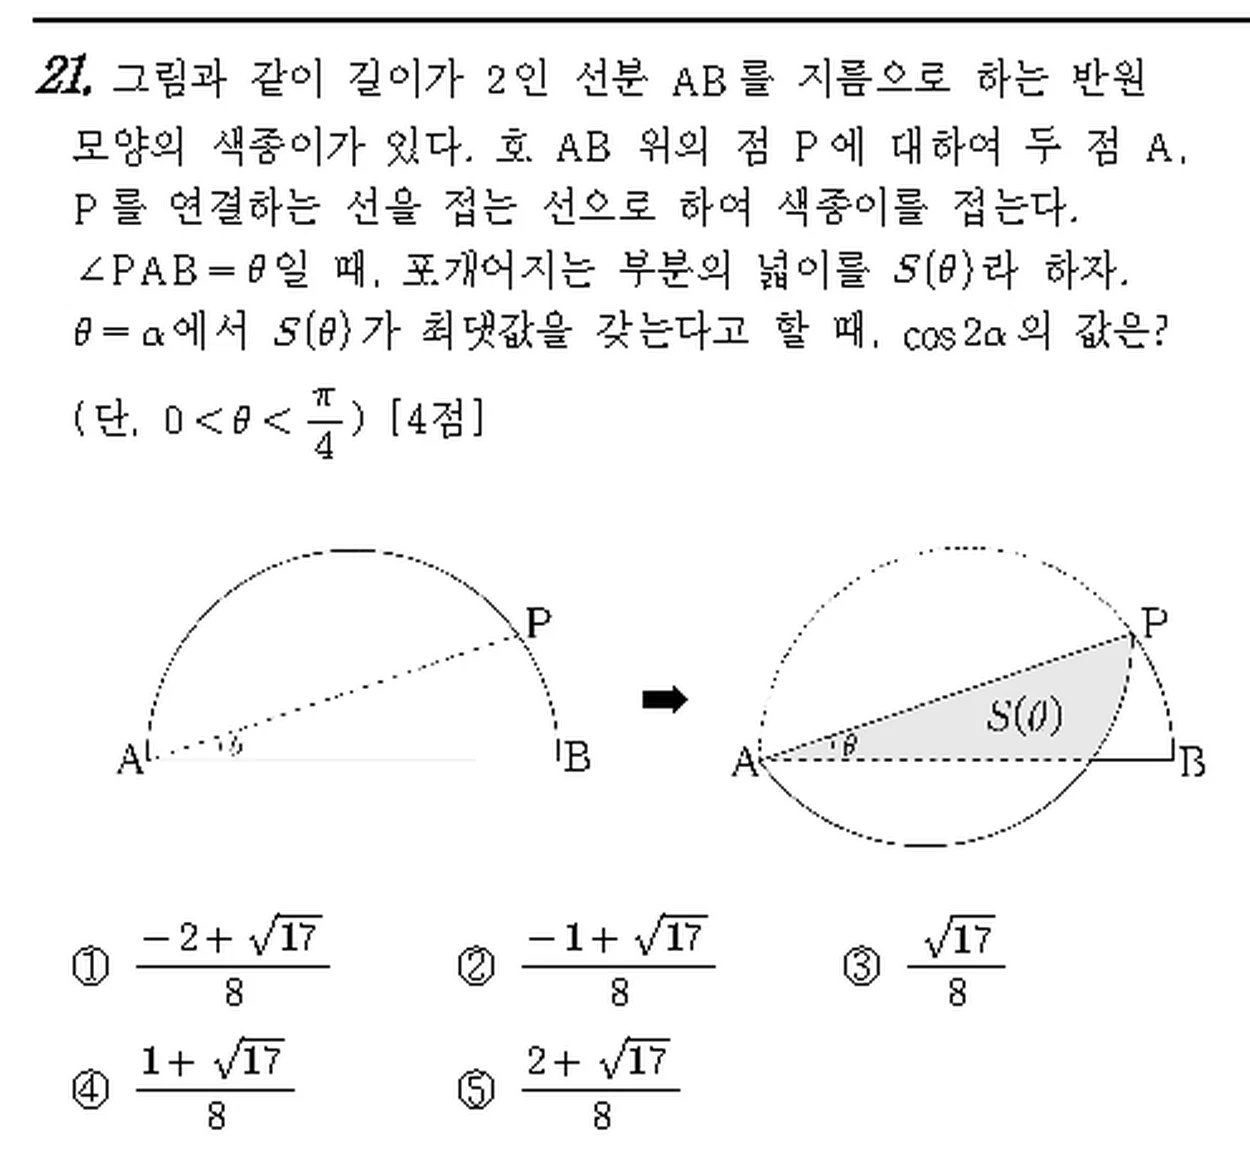 21. 그림과 같이 길이가 2인 선분 AB를 지름으로 하는 반원
모양의 색종이가 있다. 호 AB 위의 점 P에 대하여 두 점 A,
P를 연결하는 선을 접는 선으로 하여 색종이를 접는다.
∠PAB=θ일 때, 포개어지는 부분의 넓이를 S(θ)라 하자.
θ=α에서 S(θ)가 최댓값을 갖는다고 할 때, cos2α의 값은?
(단, 0<θ<π/4) [4점]
P
A
θ
B
P
S(θ)
A
θ
B
① (-2+√17)/8 ② (-1+√17)/8 ③ √17/8
④ (1+√17)/8 ⑤ (2+√17)/8